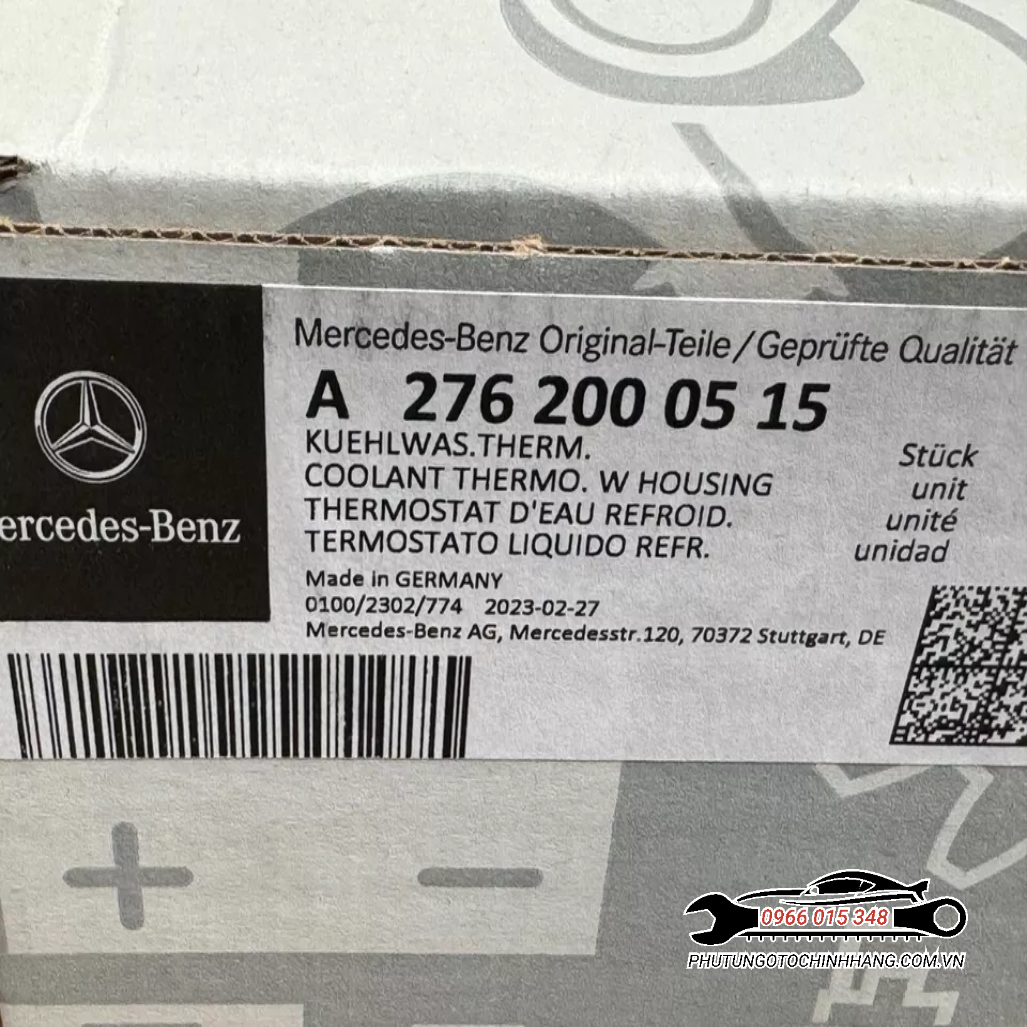 Mercedes-Benz Original-Teile/Geprüfte Qualität
A 276 200 05 15
KUEHLWAS.THERM.
COOLANT THERMO. W HOUSING
THERMOSTAT D'EAU REFROID.
TERMOSTATO LIQUIDO REFR.
Stück
unit
unité
unidad
ercedes-Benz
Made in GERMANY
0100/2302/774 2023-02-27
Mercedes-Benz AG, Mercedesstr.120, 70372 Stuttgart, DE
0966 015 348
PHUTUNGOTOCHINHHANG.COM.VN